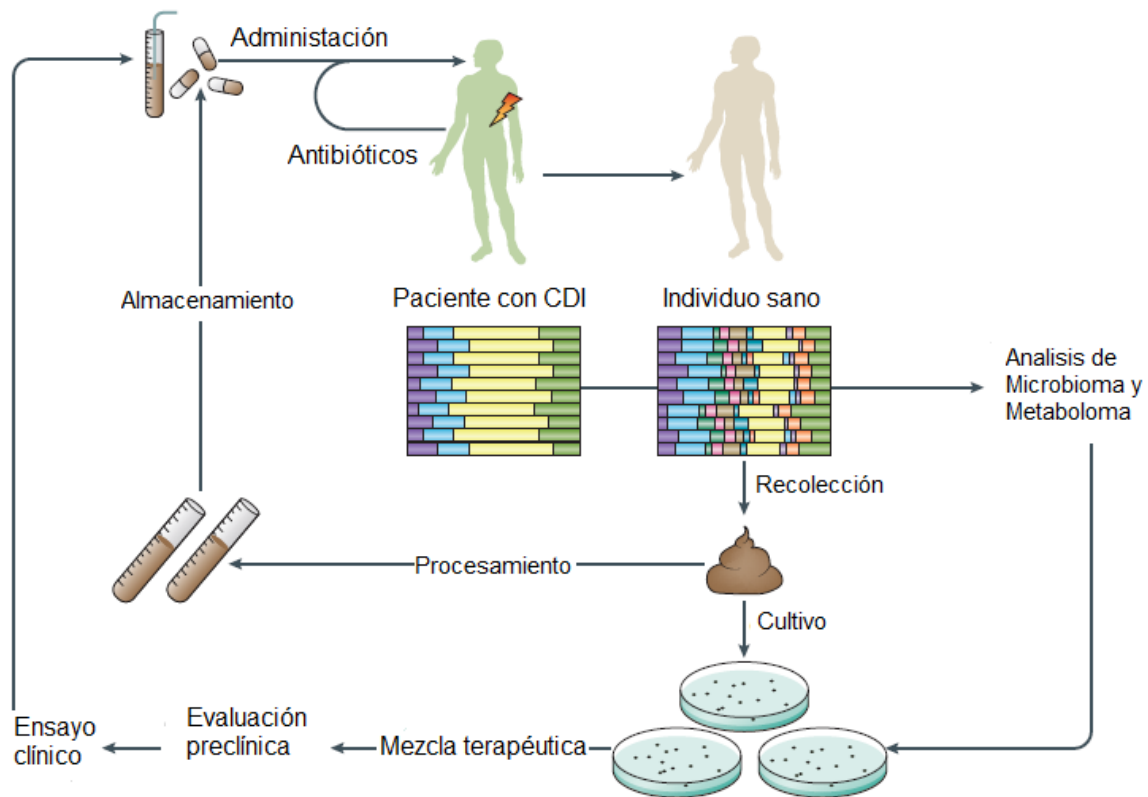 Administación
Antibióticos
Almacenamiento
Paciente con CDI
Individuo sano
Analisis de
Microbioma y
Metaboloma
Recolección
Procesamiento
Cultivo
Ensayo
clínico
Evaluación
preclínica
Mezcla terapéutica